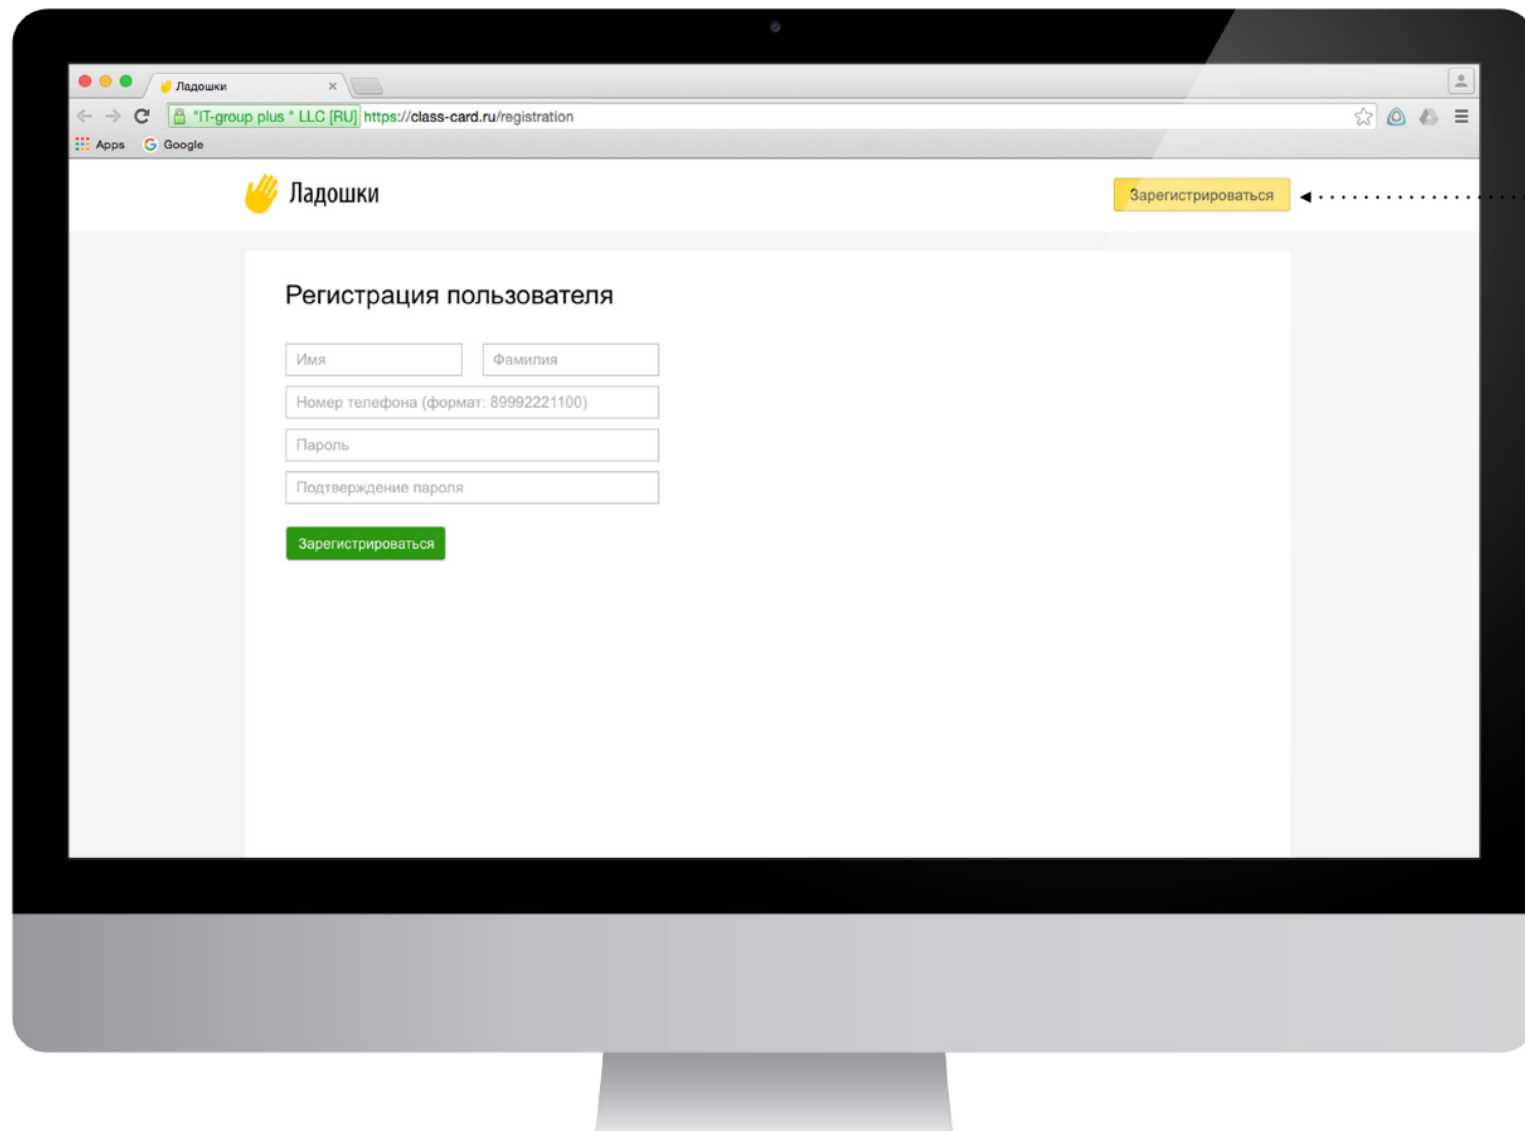 Ладошки
"IT-group plus " LLC [RU] https://class-card.ru/registration
Apps Google
Ладошки
Зарегистрироваться
Регистрация пользователя
Имя Фамилия
Номер телефона (формат: 89992221100)
Пароль
Подтверждение пароля
Зарегистрироваться